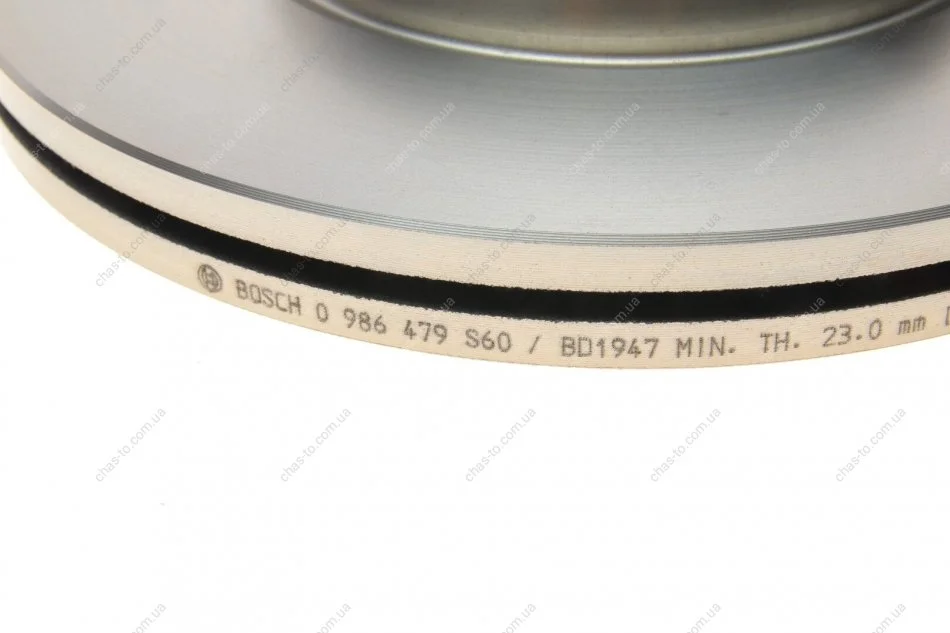 BOSCH 0 986 479 S60 / BD1947 MIN. TH. 23.0 mm
chas-to.com.ua